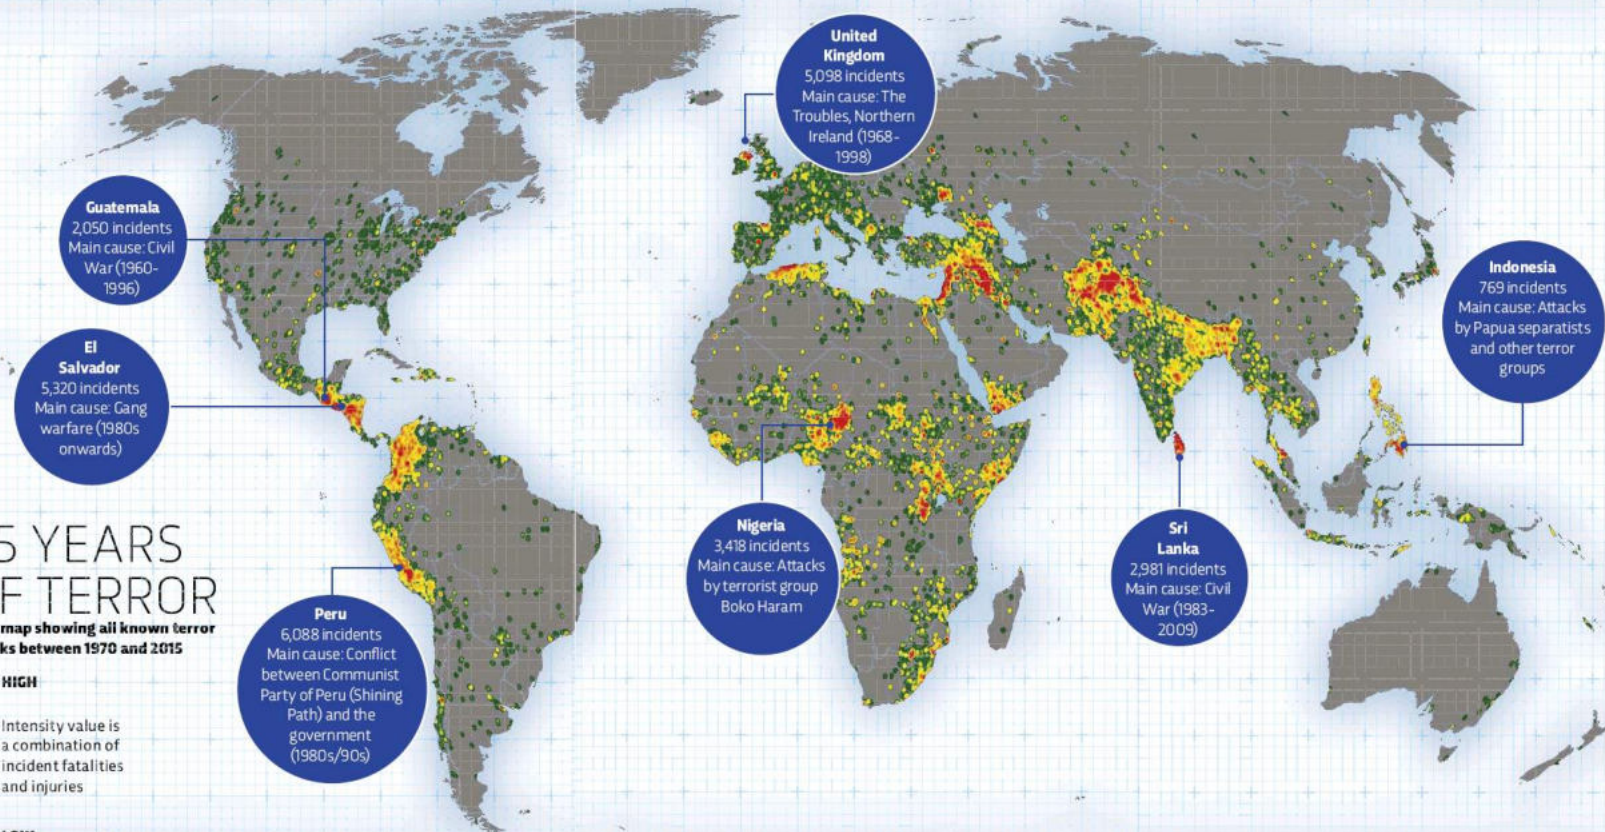 United
Kingdom
5,098 incidents
Main cause: The
Troubles, Northern
Ireland (1968-
1998)
Guatemala
2,050 incidents
Main cause: Civil
War (1960-
1996)
El
Salvador
5,320 incidents
Main cause: Gang
warfare (1980s
onwards)
Indonesia
769 incidents
Main cause: Attacks
by Papua separatists
and other terror
groups
Nigeria
3,418 incidents
Main cause: Attacks
by terrorist group
Boko Haram
Sri
Lanka
2,981 incidents
Main cause: Civil
War (1983-
2009)
Peru
6,088 incidents
Main cause: Conflict
between Communist
Party of Peru (Shining
Path) and the
government
(1980s/90s)
5 YEARS
F TERROR
map showing all known terror
ks between 1970 and 2015
HIGH
Intensity value is
a combination of
incident fatalities
and injuries